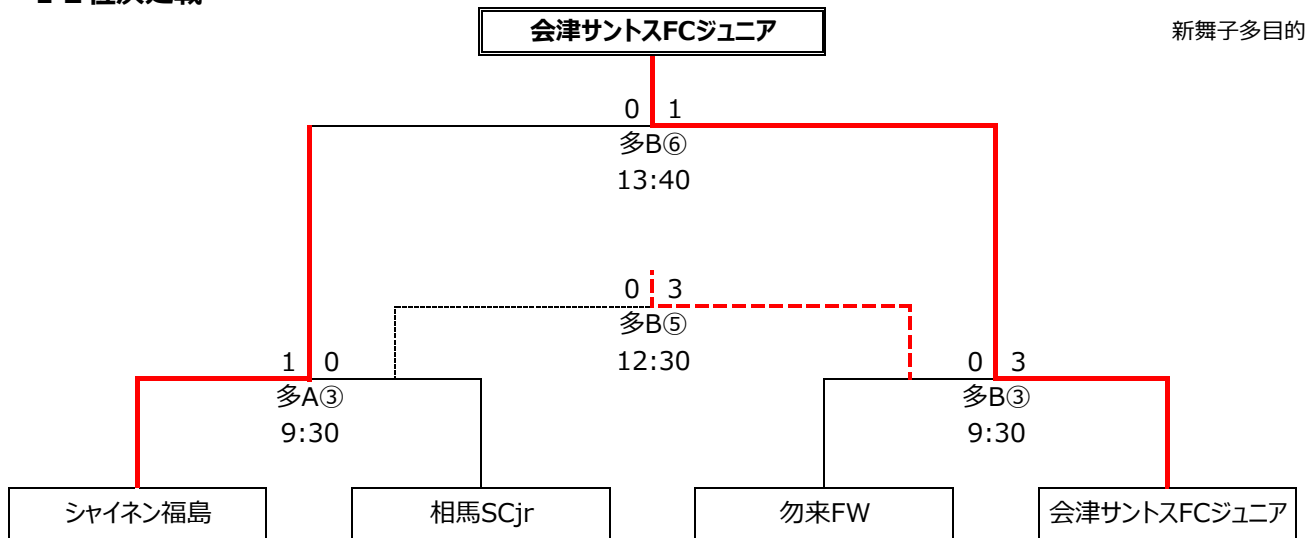 会津サントスFCジュニア
新舞子多目的
0 1
多B⑥
13:40
0 3
多B⑤
12:30
1 0
多A③
9:30
0 3
多B③
9:30
シャイネン福島
相馬SCjr
勿来FW
会津サントスFCジュニア